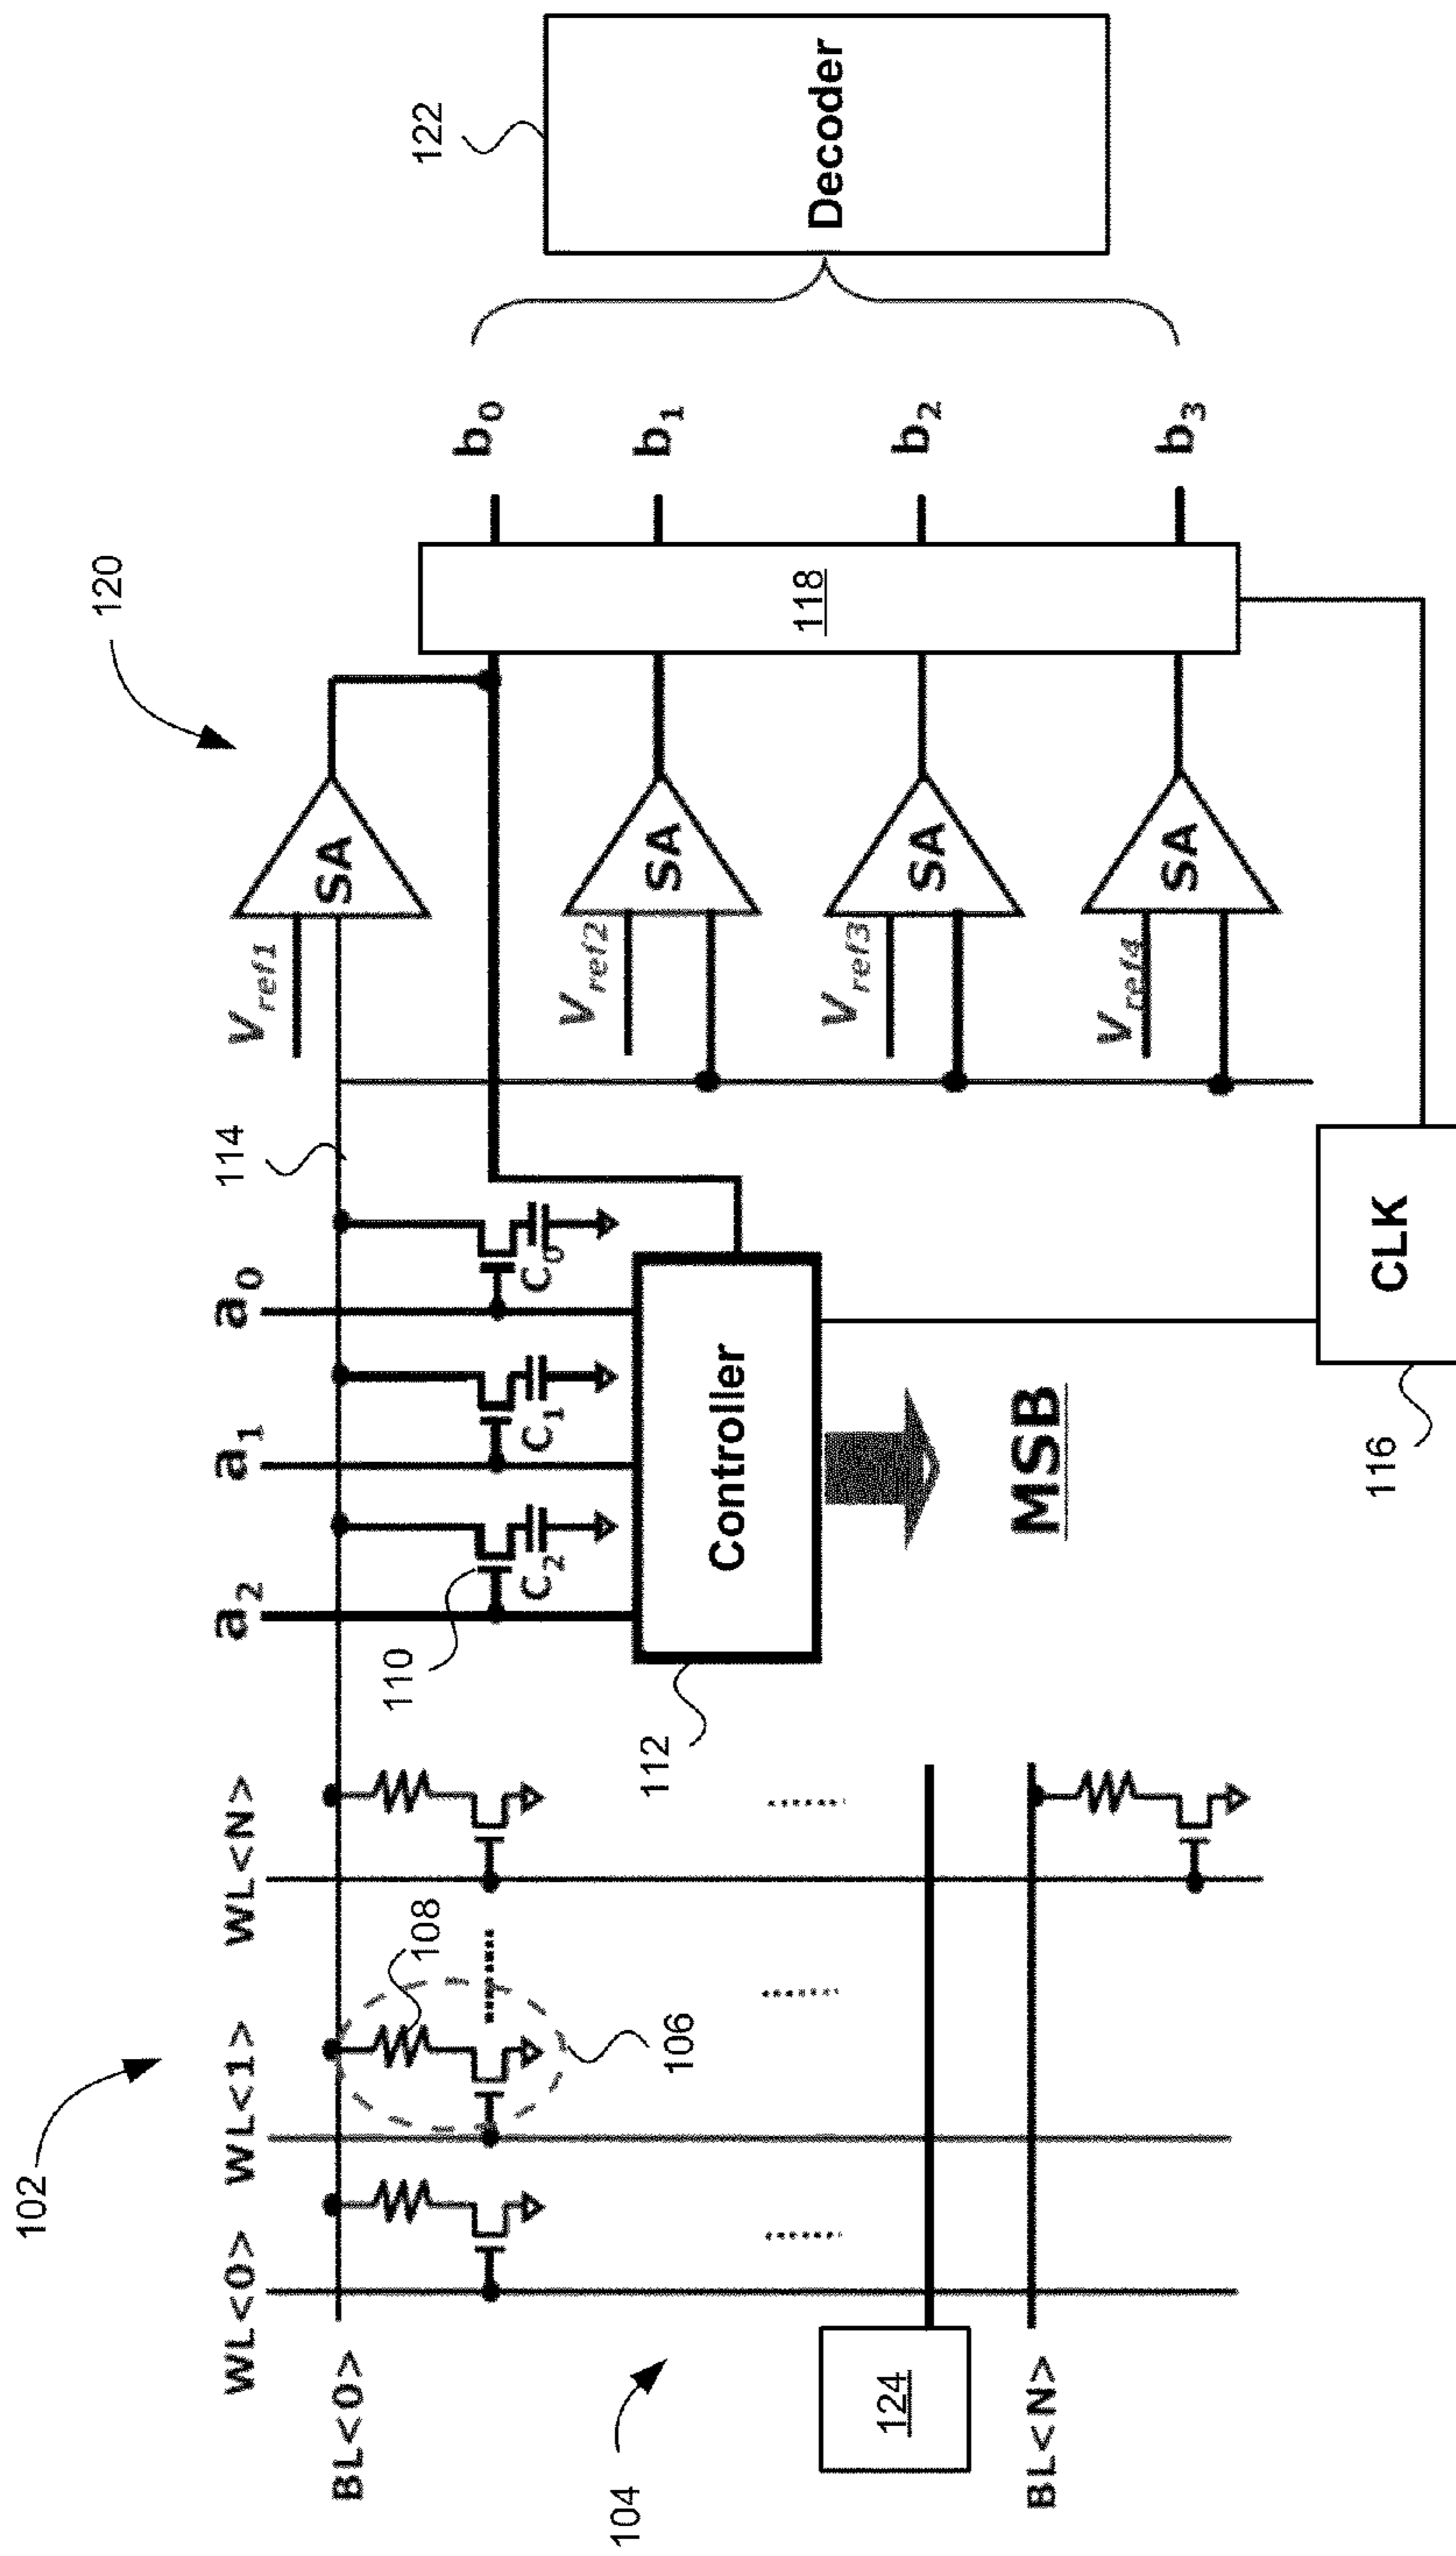 102
WL<0>
WL<1>
WL<N>
a2
a1
a0
114
120
BL<0>
108
106
110
C2
C1
C0
Vref1
SA
Vref2
SA
Vref3
SA
Vref4
SA
118
b0
b1
b2
b3
122
Decoder
104
124
BL<N>
112
Controller
MSB
116
CLK